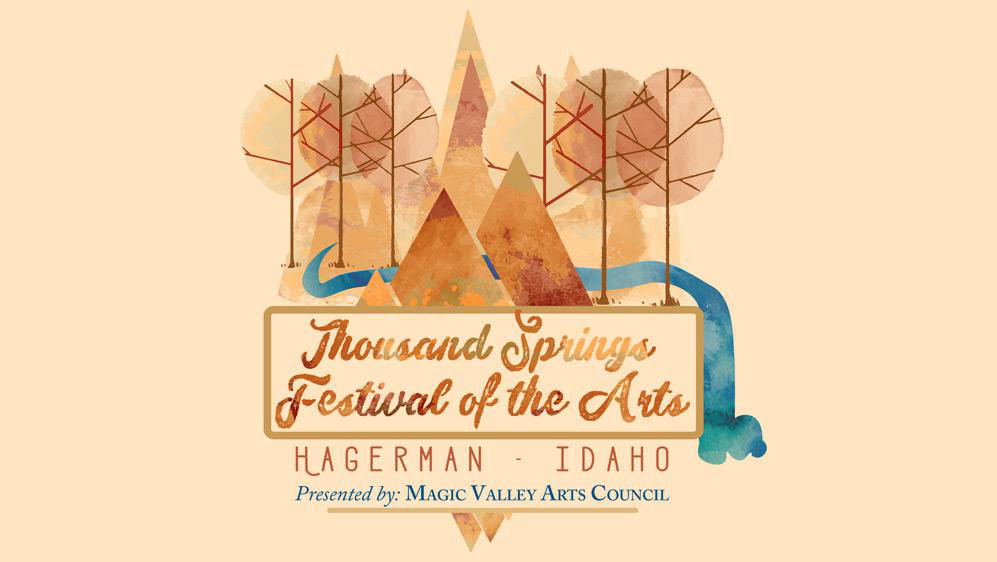 Thousand Springs
Festival of the Arts
HAGERMAN - IDAHO
Presented by: MAGIC VALLEY ARTS COUNCIL